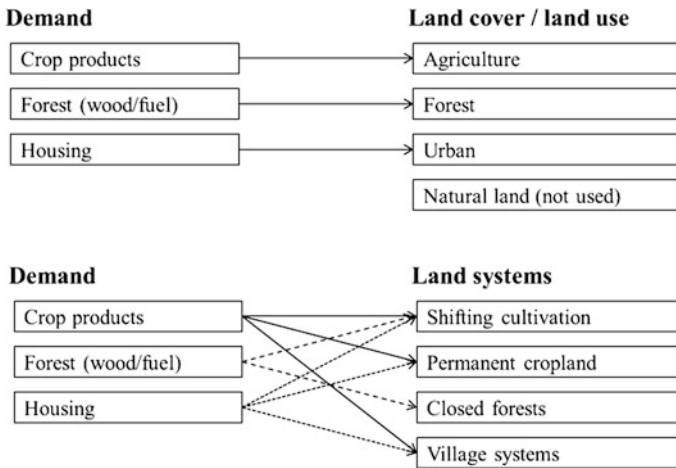 Demand Land cover / land use
Crop products Agriculture
Forest (wood/fuel) Forest
Housing Urban
Natural land (not used)
Demand Land systems
Crop products Shifting cultivation
Forest (wood/fuel) Permanent cropland
Housing Closed forests
Village systems